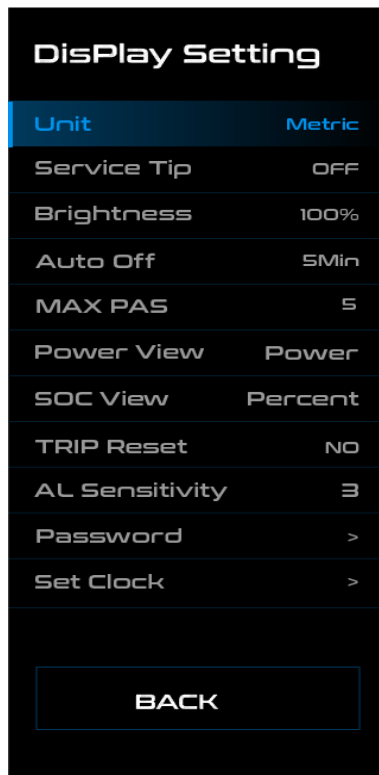 DisPlay Setting
Unit Metric
Service Tip OFF
Brightness 100%
Auto Off 5Min
MAX PAS 5
Power View Power
SOC View Percent
TRIP Reset NO
AL Sensitivity 3
Password >
Set Clock >
BACK